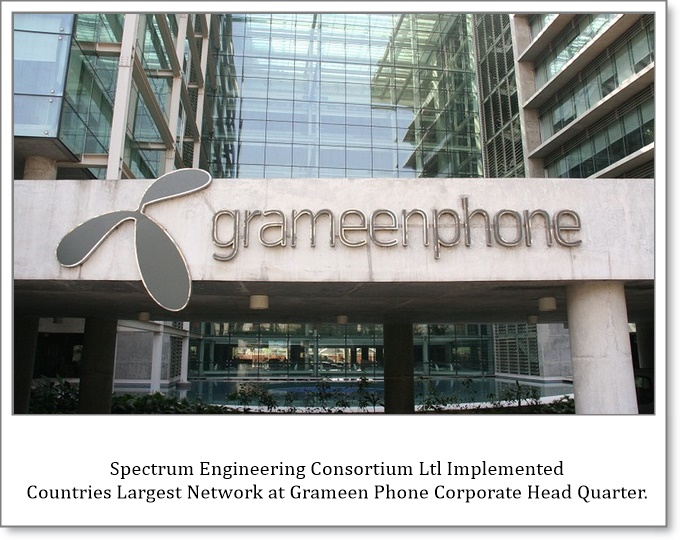 grameenphone
Spectrum Engineering Consortium Ltl Implemented
Countries Largest Network at Grameen Phone Corporate Head Quarter.